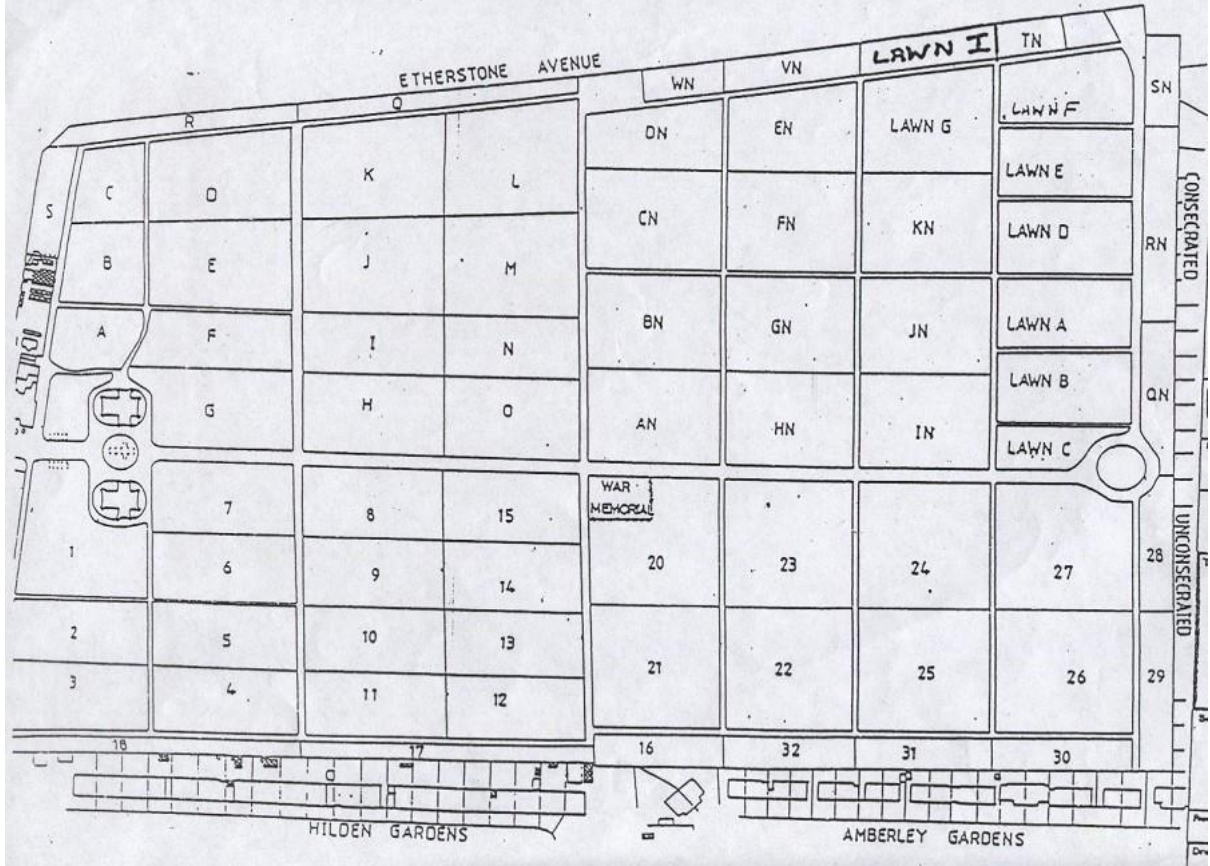 ETHERSTONE AVENUE
LAWN I
TN
VN
WN
SN
Q
R
DN
EN
LAWN G
LAWN F
C
D
K
L
LAWN E
S
CN
FN
KN
LAWN D
RN
CONSECRATED
B
E
J
M
A
F
I
N
BN
GN
JN
LAWN A
LAWN B
QN
G
H
O
AN
HN
IN
LAWN C
WAR
MEMORIAL
7
8
15
1
6
9
14
20
23
24
27
28
UNCONSECRATED
2
5
10
13
3
4
11
12
21
22
25
26
29
18
17
16
32
31
30
HILDEN GARDENS
AMBERLEY GARDENS